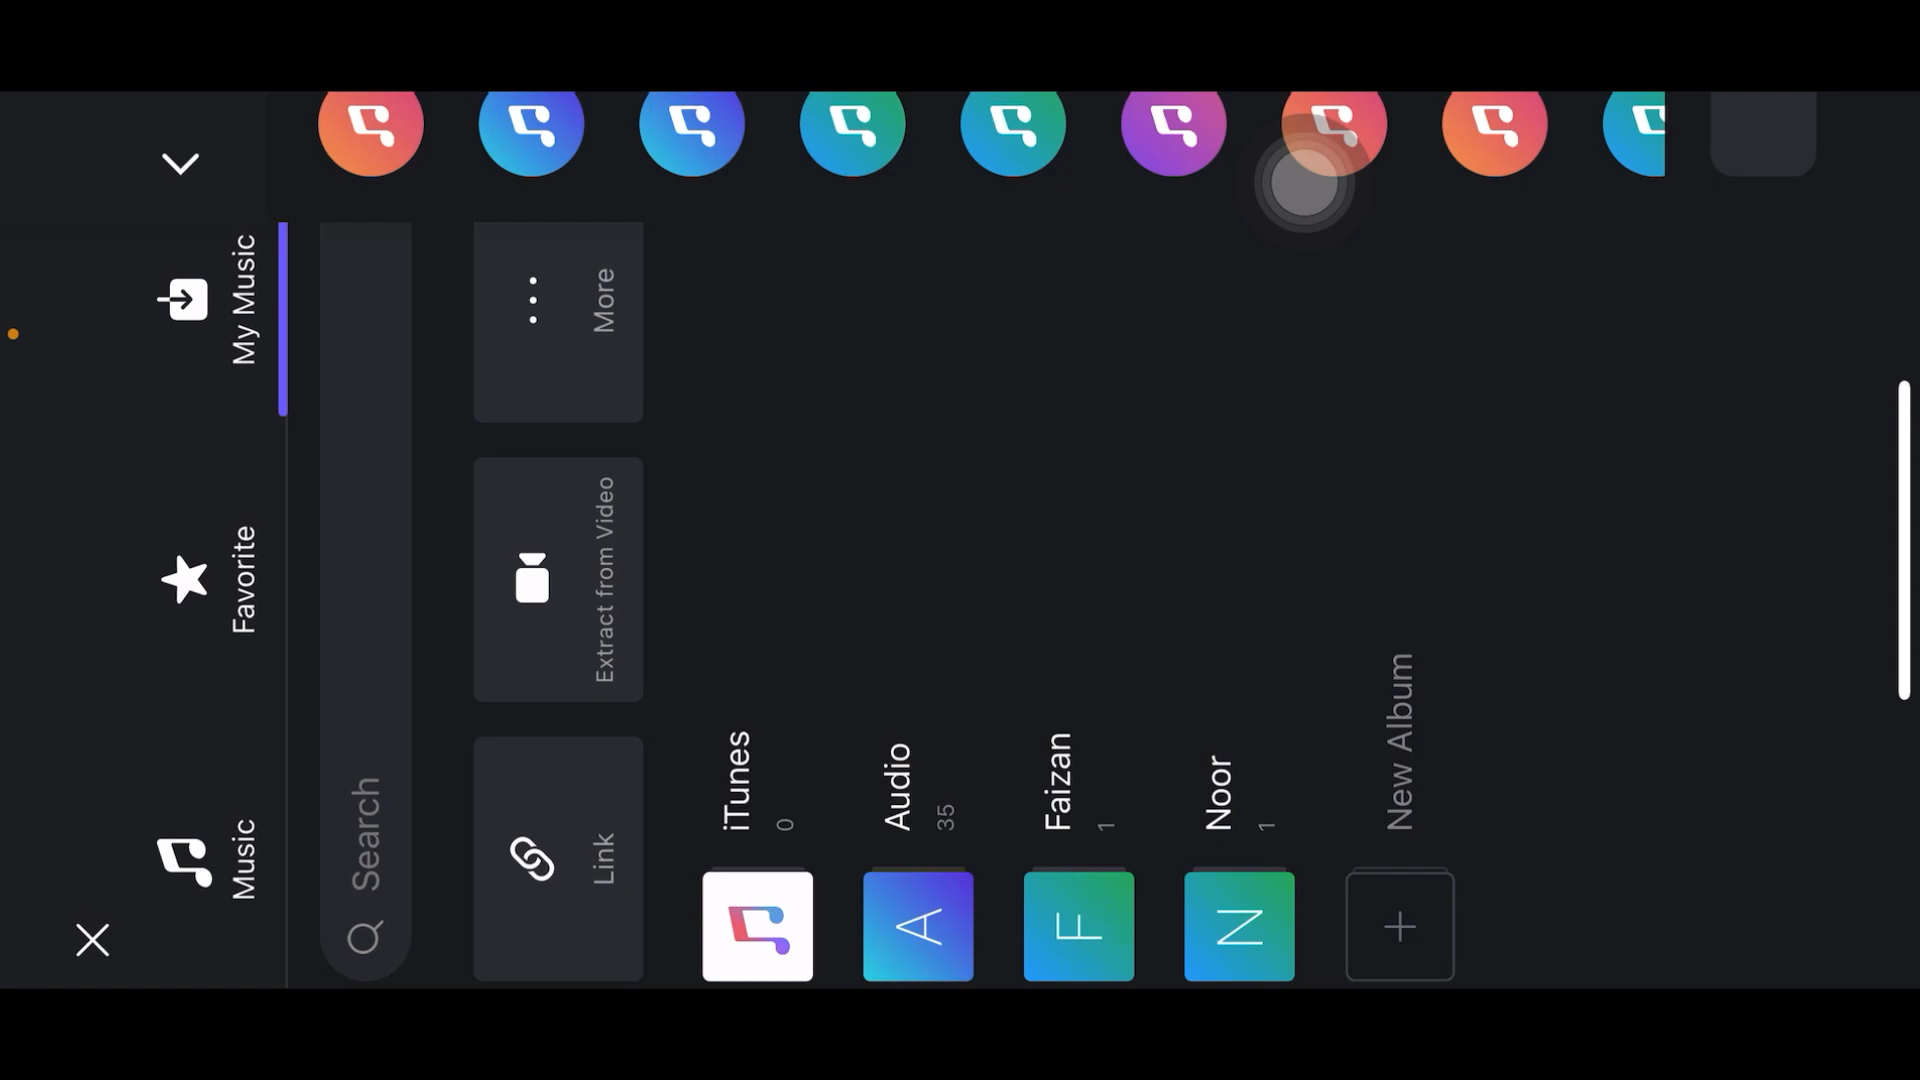 Music
Favorite
My Music
Search
Link
Extract from Video
More
iTunes
0
A
Audio
35
F
Faizan
1
N
Noor
1
New Album